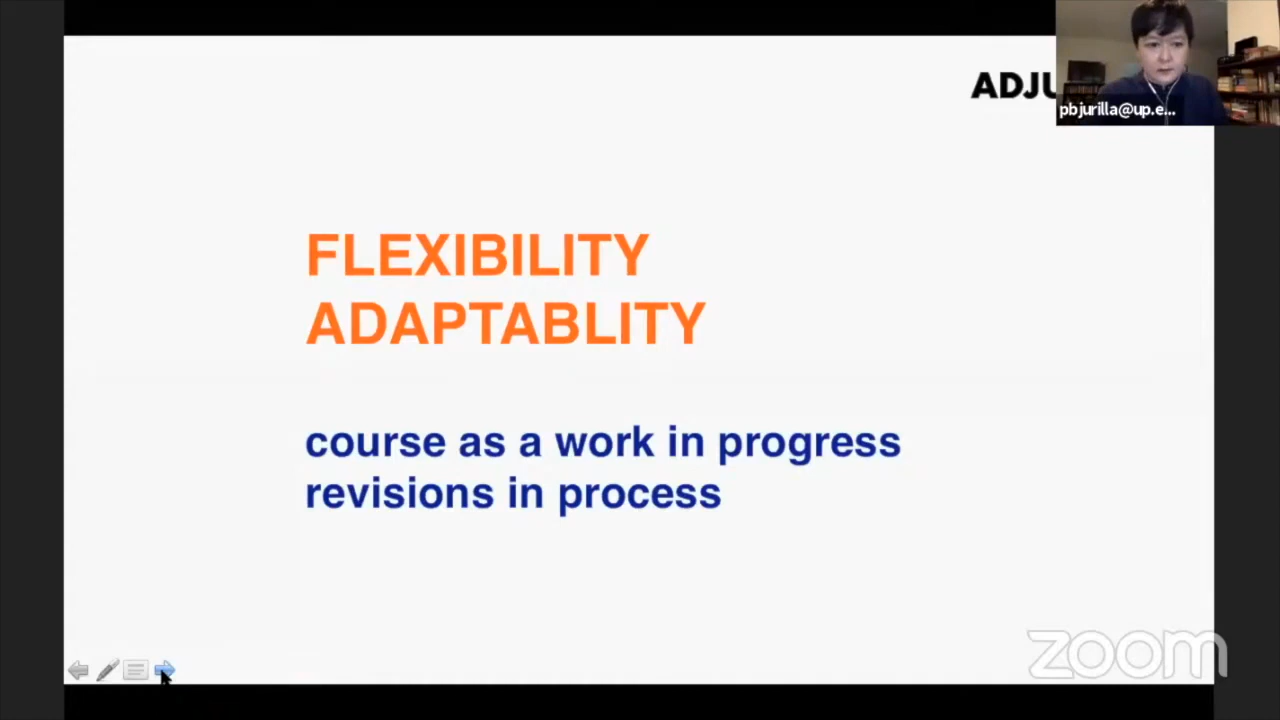 ADJU
pbjurilla@up.e...
FLEXIBILITY
ADAPTABLITY
course as a work in progress
revisions in process
zoom